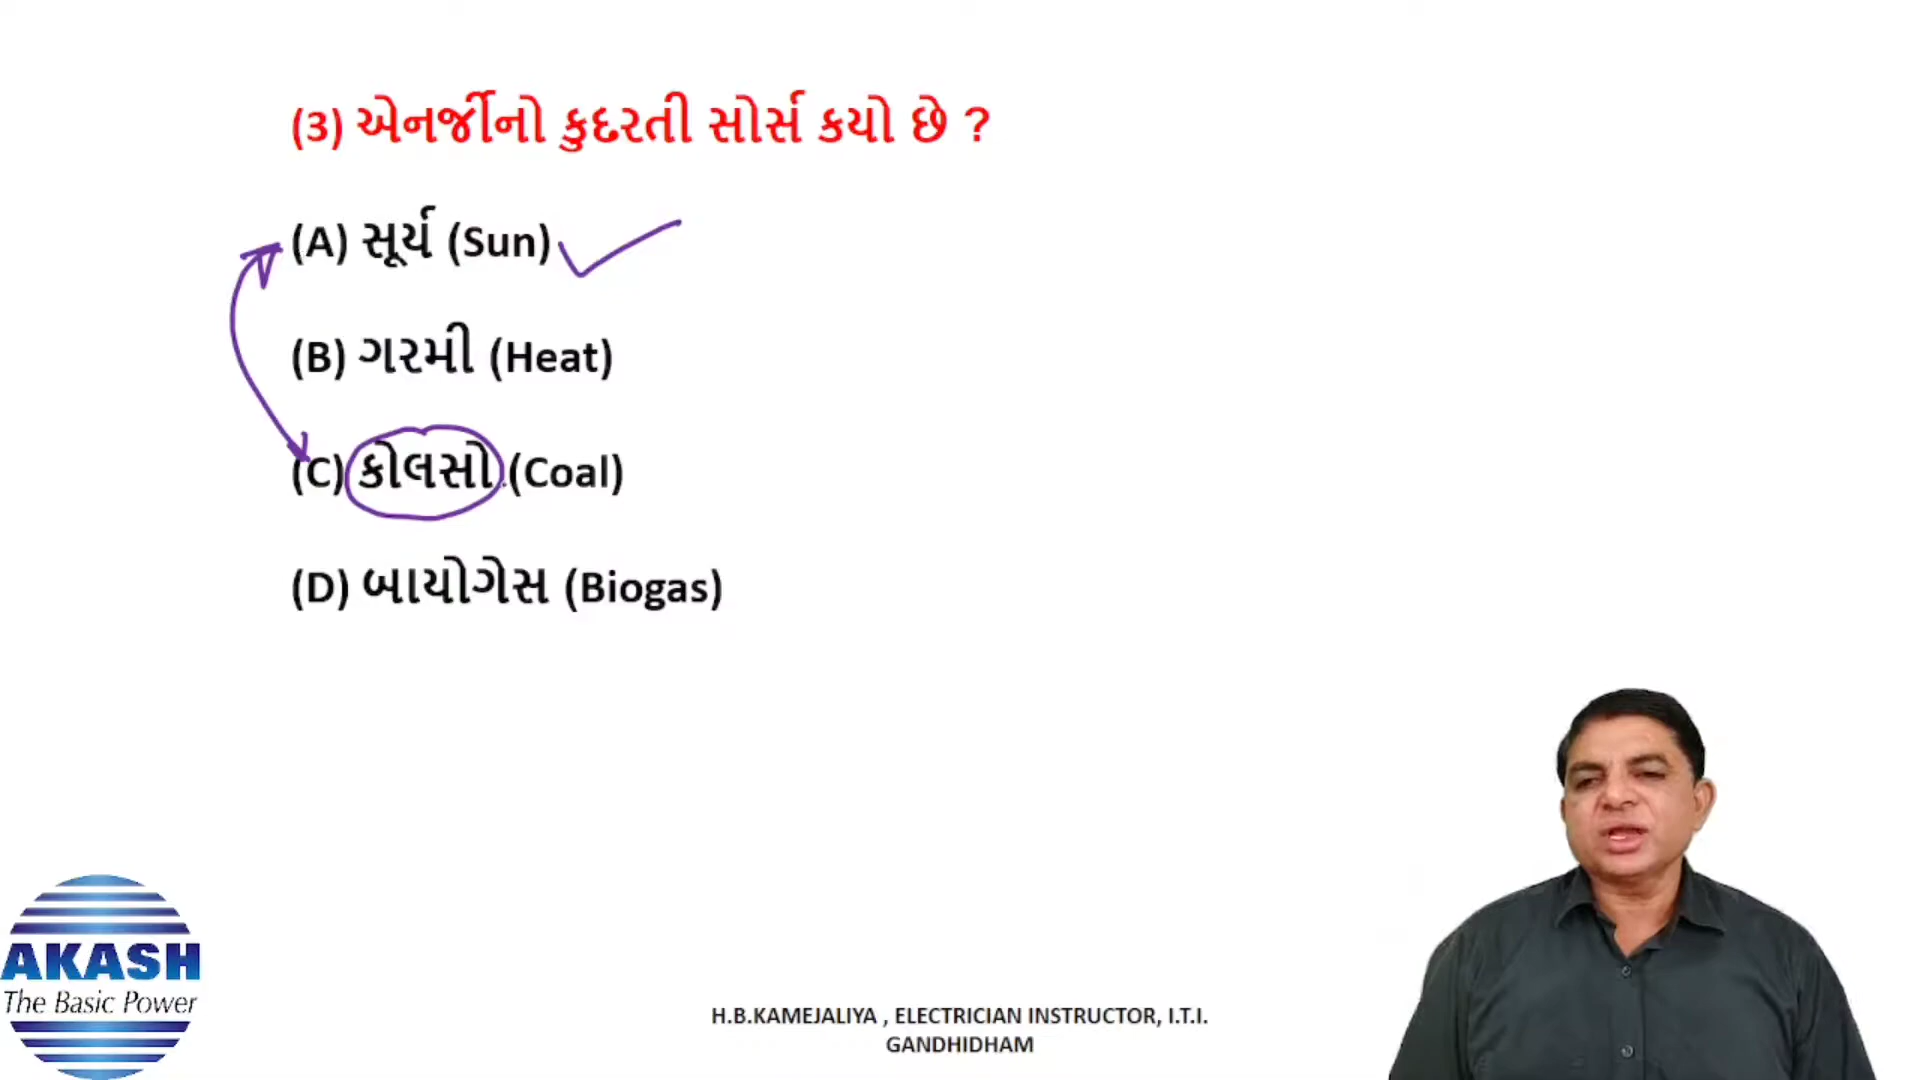 (3) એનર્જીનો કુદરતી સોર્સ કયો છે ?
(A) સૂર્ય (Sun)
(B) ગરમી (Heat)
(C) કોલસો (Coal)
(D) બાયોગેસ (Biogas)
AKASH
The Basic Power
H.B.KAMEJALIYA , ELECTRICIAN INSTRUCTOR, I.T.I.
GANDHIDHAM